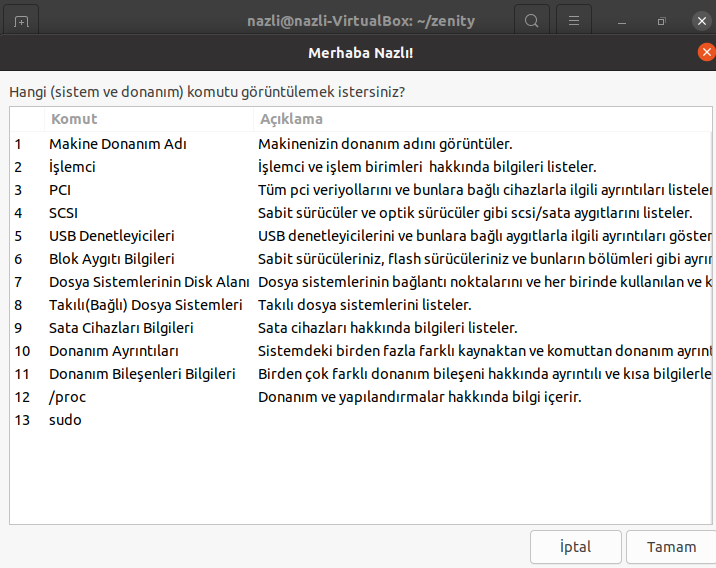 nazli@nazli-VirtualBox: ~/zenity
Merhaba Nazlı!
Hangi (sistem ve donanım) komutu görüntülemek istersiniz?
Komut Açıklama
1 Makine Donanım Adı Makinenizin donanım adını görüntüler.
2 İşlemci İşlemci ve işlem birimleri hakkında bilgileri listeler.
3 PCI Tüm pci veriyollarını ve bunlara bağlı cihazlarla ilgili ayrıntıları listeler
4 SCSI Sabit sürücüler ve optik sürücüler gibi scsi/sata aygıtlarını listeler.
5 USB Denetleyicileri USB denetleyicilerini ve bunlara bağlı aygıtlarla ilgili ayrıntıları göster
6 Blok Aygıtı Bilgileri Sabit sürücüleriniz, flash sürücüleriniz ve bunların bölümleri gibi ayrın
7 Dosya Sistemlerinin Disk Alanı Dosya sistemlerinin bağlantı noktalarını ve her birinde kullanılan ve k
8 Takılı(Bağlı) Dosya Sistemleri Takılı dosya sistemlerini listeler.
9 Sata Cihazları Bilgileri Sata cihazları hakkında bilgileri listeler.
10 Donanım Ayrıntıları Sistemdeki birden fazla farklı kaynaktan ve komuttan donanım ayrınt
11 Donanım Bileşenleri Bilgileri Birden çok farklı donanım bileşeni hakkında ayrıntılı ve kısa bilgilerle
12 /proc Donanım ve yapılandırmalar hakkında bilgi içerir.
13 sudo
İptal Tamam